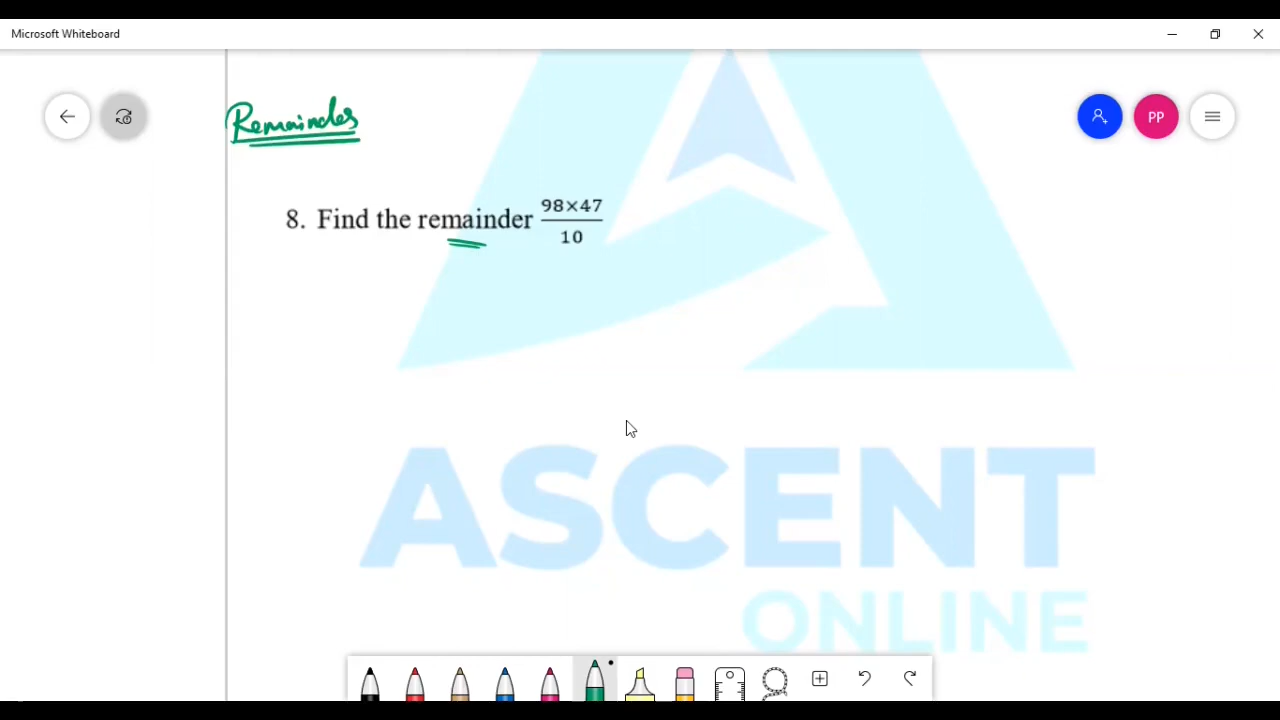 Microsoft Whiteboard
Remainder
PP
8. Find the remainder 98×47/10
ASCENT
ONLINE